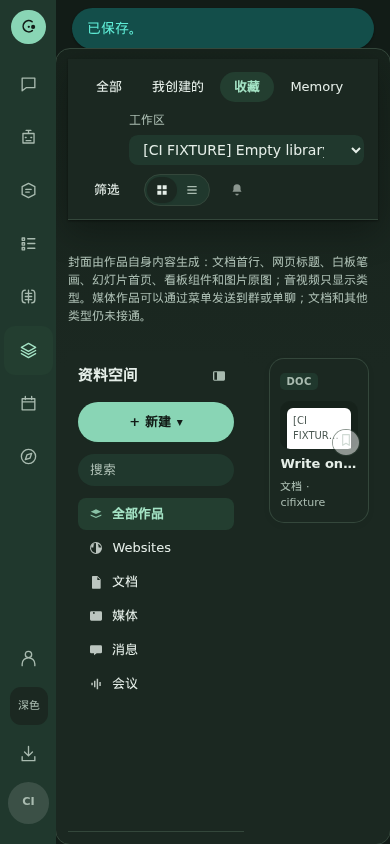 已保存。
全部 我创建的 收藏 Memory
工作区
[CI FIXTURE] Empty library
筛选
封面由作品自身内容生成：文档首行、网页标题、白板笔
画、幻灯片首页、看板组件和图片原图；音视频只显示类
型。媒体作品可以通过菜单发送到群或单聊；文档和其他
类型仍未接通。
资料空间
+ 新建 ▾
搜索
全部作品
Websites
文档
媒体
消息
会议
DOC
[CI
FIXTUR...
Write on...
文档 ·
cifixture
深色
CI